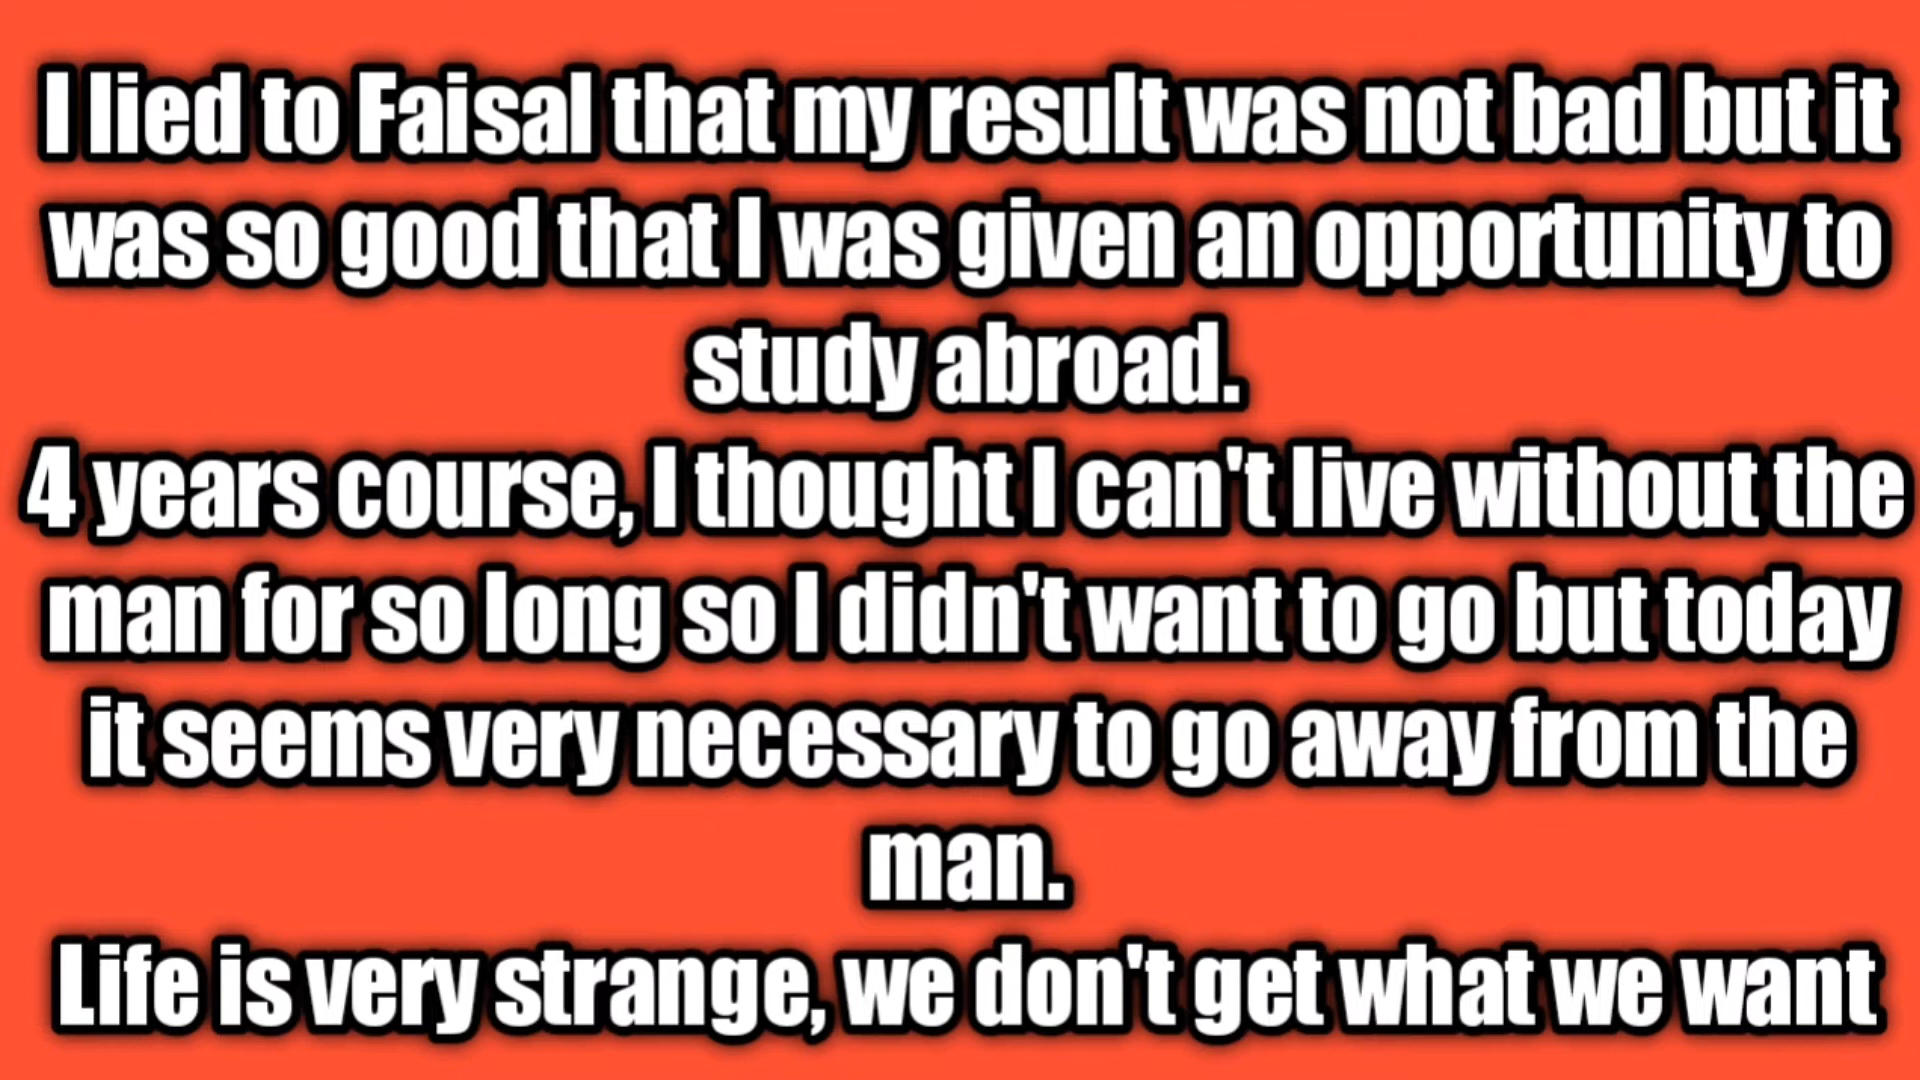 I lied to Faisal that my result was not bad but it
was so good that I was given an opportunity to
study abroad.
4 years course, I thought I can't live without the
man for so long so I didn't want to go but today
it seems very necessary to go away from the
man.
Life is very strange, we don't get what we want